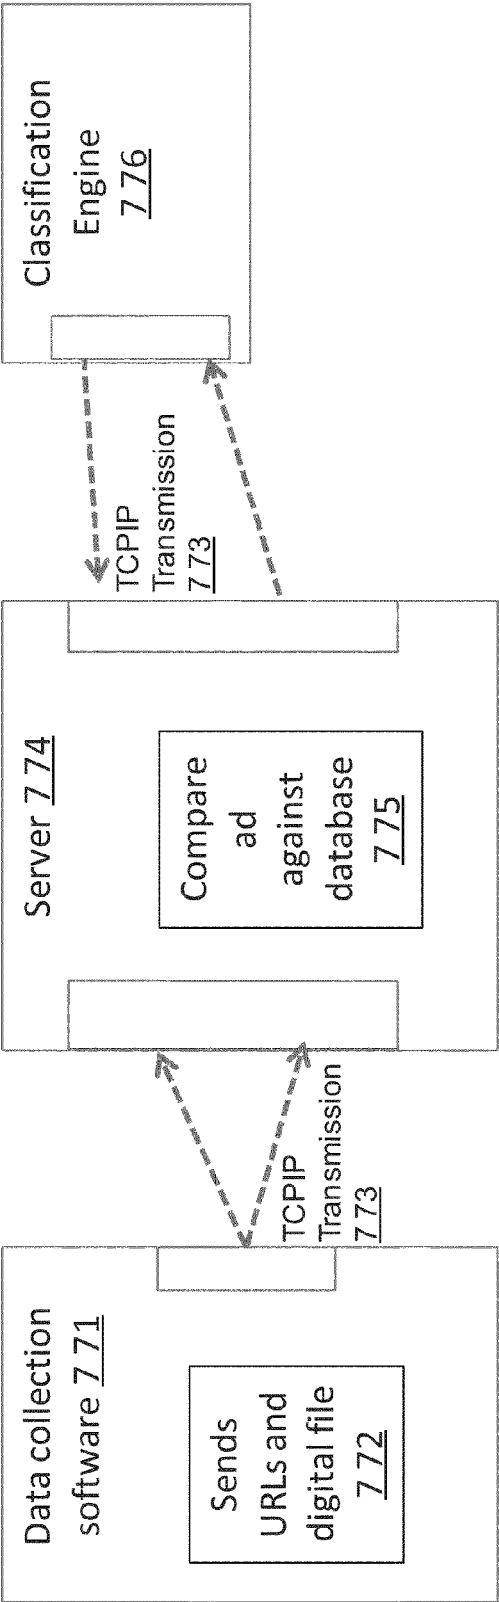 Data collection
software 7 71
Sends
URLs and
digital file
7 72
TCPIP
Transmission
7 73
Server 7 74
Compare
ad
against
database
7 75
TCPIP
Transmission
7 73
Classification
Engine
7 76